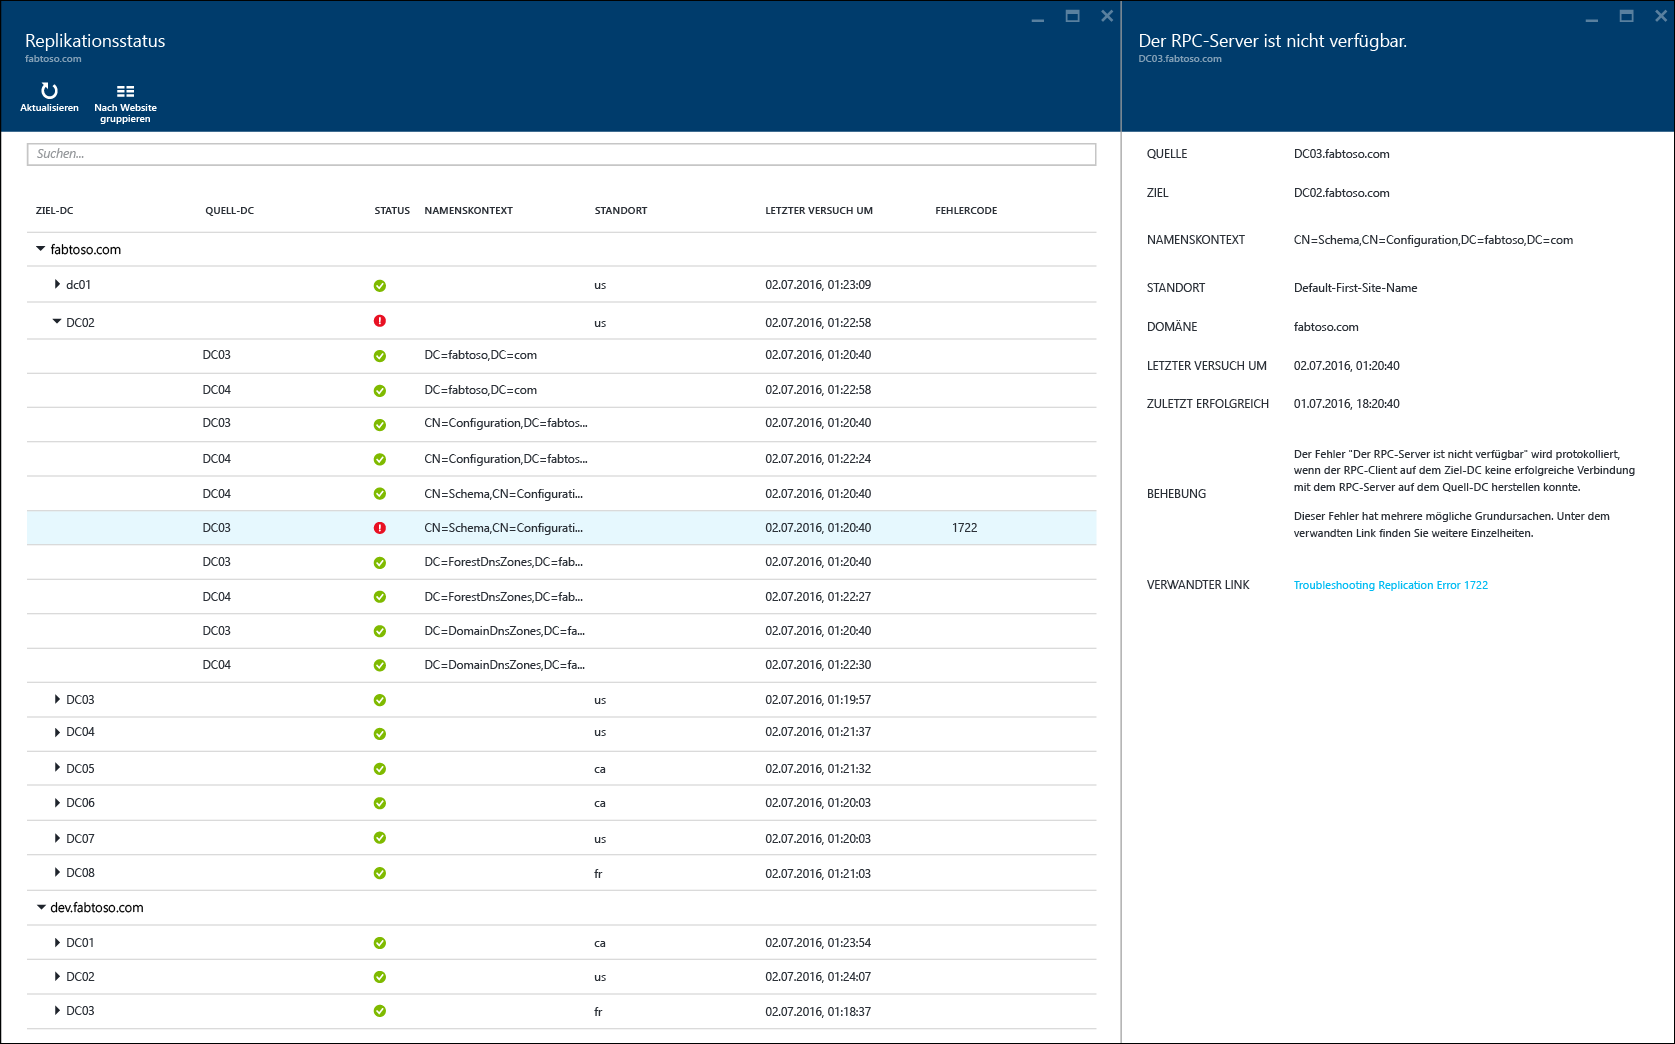 Replikationsstatus
fabtoso.com
Aktualisieren
Nach Website
gruppieren
Suchen...
ZIEL-DC QUELL-DC STATUS NAMENSKONTEXT STANDORT LETZTER VERSUCH UM FEHLERCODE
fabtoso.com
dc01 us 02.07.2016, 01:23:09
DC02 us 02.07.2016, 01:22:58
DC03 DC=fabtoso,DC=com 02.07.2016, 01:20:40
DC04 DC=fabtoso,DC=com 02.07.2016, 01:22:58
DC03 CN=Configuration,DC=fabtos... 02.07.2016, 01:20:40
DC04 CN=Configuration,DC=fabtos... 02.07.2016, 01:22:24
DC04 CN=Schema,CN=Configurati... 02.07.2016, 01:20:40
DC03 CN=Schema,CN=Configurati... 02.07.2016, 01:20:40 1722
DC03 DC=ForestDnsZones,DC=fab... 02.07.2016, 01:20:40
DC04 DC=ForestDnsZones,DC=fab... 02.07.2016, 01:22:27
DC03 DC=DomainDnsZones,DC=fa... 02.07.2016, 01:20:40
DC04 DC=DomainDnsZones,DC=fa... 02.07.2016, 01:22:30
DC03 us 02.07.2016, 01:19:57
DC04 us 02.07.2016, 01:21:37
DC05 ca 02.07.2016, 01:21:32
DC06 ca 02.07.2016, 01:20:03
DC07 us 02.07.2016, 01:20:03
DC08 fr 02.07.2016, 01:21:03
dev.fabtoso.com
DC01 ca 02.07.2016, 01:23:54
DC02 us 02.07.2016, 01:24:07
DC03 fr 02.07.2016, 01:18:37
Der RPC-Server ist nicht verfügbar.
DC03.fabtoso.com
QUELLE DC03.fabtoso.com
ZIEL DC02.fabtoso.com
NAMENSKONTEXT CN=Schema,CN=Configuration,DC=fabtoso,DC=com
STANDORT Default-First-Site-Name
DOMÄNE fabtoso.com
LETZTER VERSUCH UM 02.07.2016, 01:20:40
ZULETZT ERFOLGREICH 01.07.2016, 18:20:40
BEHEBUNG
Der Fehler "Der RPC-Server ist nicht verfügbar" wird protokolliert,
wenn der RPC-Client auf dem Ziel-DC keine erfolgreiche Verbindung
mit dem RPC-Server auf dem Quell-DC herstellen konnte.
Dieser Fehler hat mehrere mögliche Grundursachen. Unter dem
verwandten Link finden Sie weitere Einzelheiten.
VERWANDTER LINK Troubleshooting Replication Error 1722